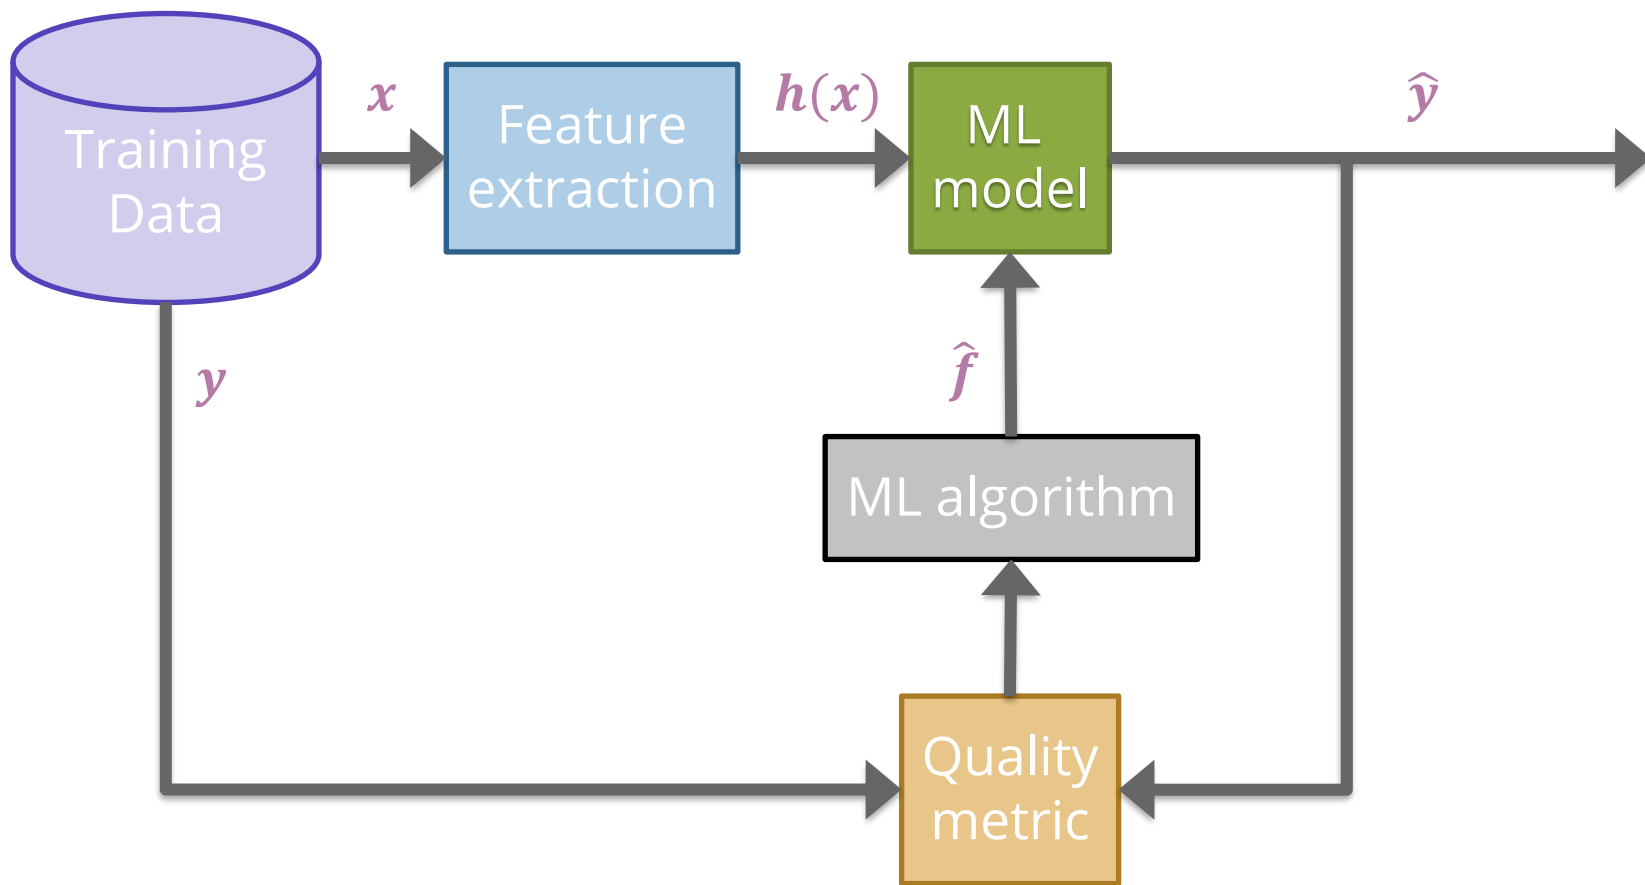 Training
Data
x
Feature
extraction
h(x)
ML
model
ŷ
y
f̂
ML algorithm
Quality
metric